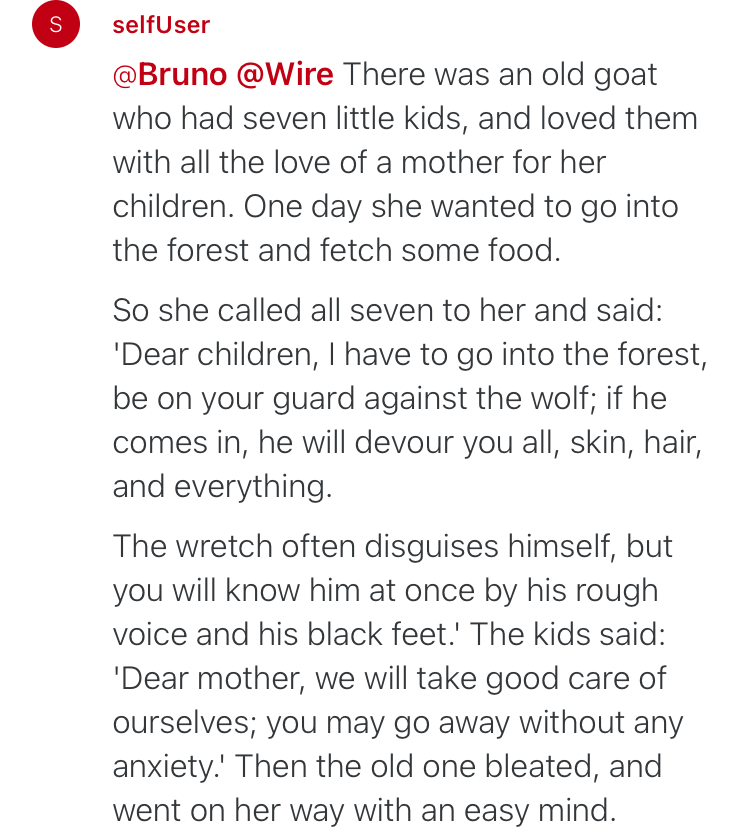 S
selfUser
@Bruno @Wire There was an old goat
who had seven little kids, and loved them
with all the love of a mother for her
children. One day she wanted to go into
the forest and fetch some food.
So she called all seven to her and said:
'Dear children, I have to go into the forest,
be on your guard against the wolf; if he
comes in, he will devour you all, skin, hair,
and everything.
The wretch often disguises himself, but
you will know him at once by his rough
voice and his black feet.' The kids said:
'Dear mother, we will take good care of
ourselves; you may go away without any
anxiety.' Then the old one bleated, and
went on her way with an easy mind.